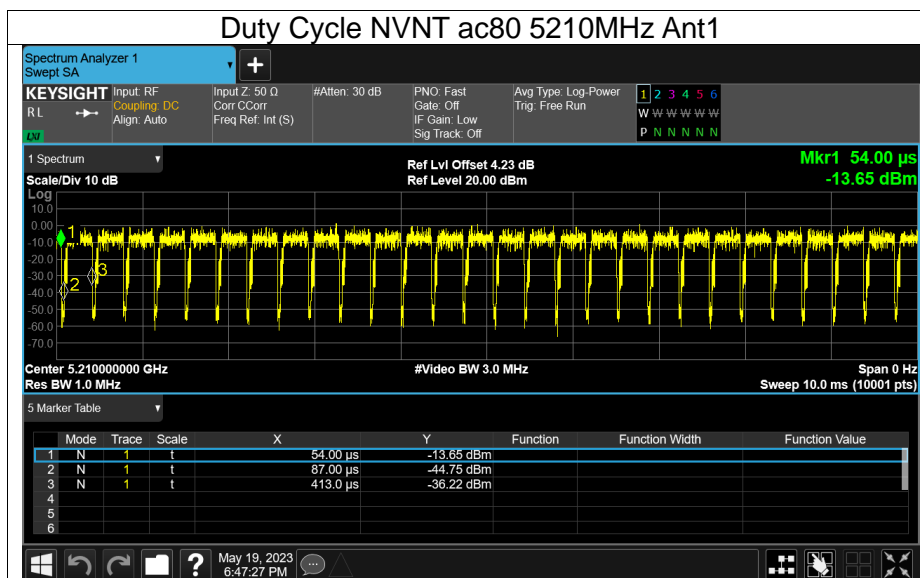 Duty Cycle NVNT ac80 5210MHz Ant1
Spectrum Analyzer 1
Swept SA
+
KEYSIGHT
R L
LXI
Input: RF
Coupling: DC
Align: Auto
Input Z: 50 Ω
Corr CCorr
Freq Ref: Int (S)
#Atten: 30 dB
PNO: Fast
Gate: Off
IF Gain: Low
Sig Track: Off
Avg Type: Log-Power
Trig: Free Run
1 2 3 4 5 6
W W W W W W
P N N N N N
1 Spectrum
Scale/Div 10 dB
Ref Lvl Offset 4.23 dB
Ref Level 20.00 dBm
Mkr1 54.00 µs
-13.65 dBm
Log
10.0
0.00
-10.0
-20.0
-30.0
-40.0
-50.0
-60.0
-70.0
1
2
3
Center 5.210000000 GHz
Res BW 1.0 MHz
#Video BW 3.0 MHz
Span 0 Hz
Sweep 10.0 ms (10001 pts)
5 Marker Table
Mode Trace Scale X Y Function Function Width Function Value
1 N 1 t 54.00 µs -13.65 dBm
2 N 1 t 87.00 µs -44.75 dBm
3 N 1 t 413.0 µs -36.22 dBm
4
5
6
?
May 19, 2023
6:47:27 PM